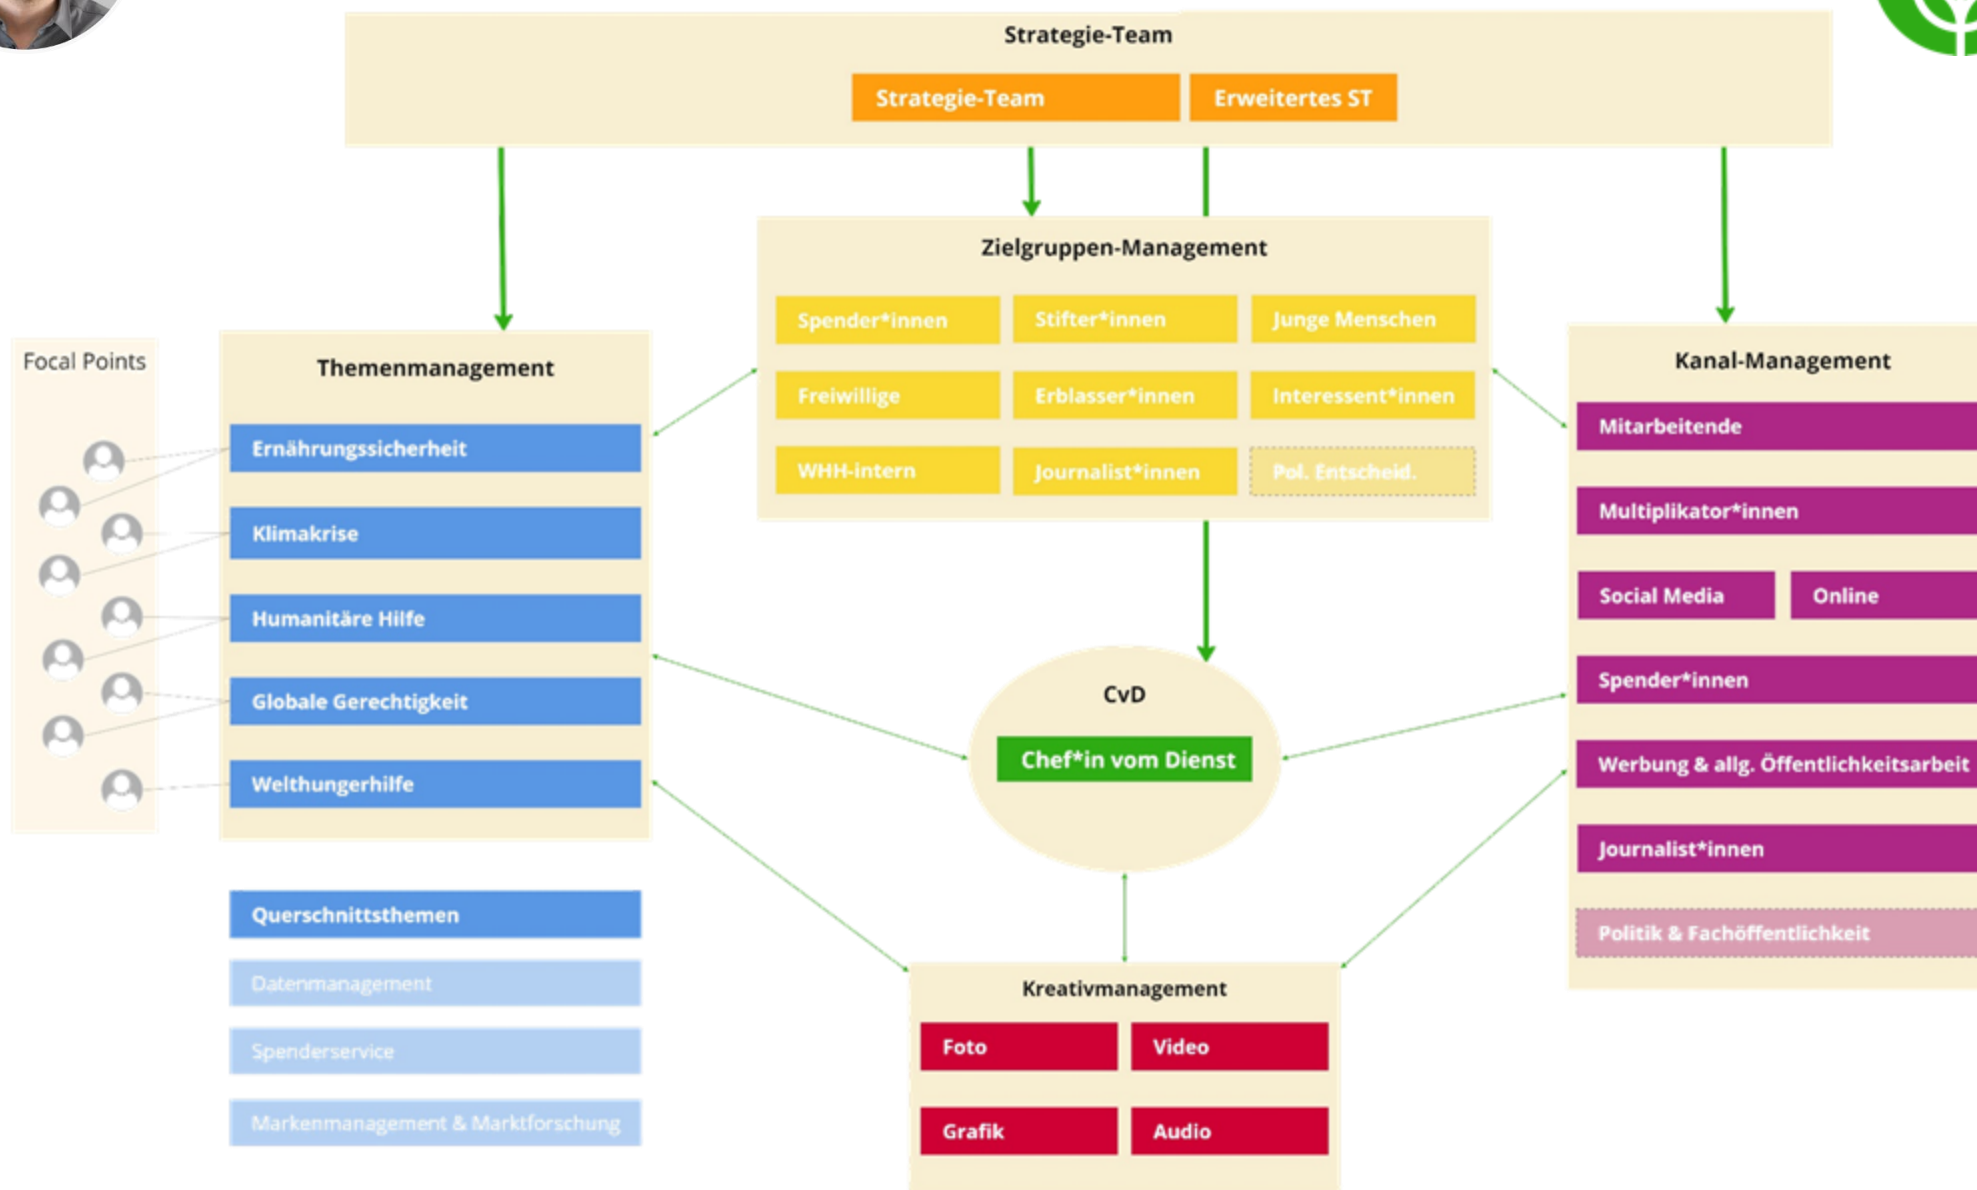 Strategie-Team
Strategie-Team
Erweitertes ST
Zielgruppen-Management
Spender*innen
Stifter*innen
Junge Menschen
Freiwillige
Erblasser*innen
Interessent*innen
WHH-intern
Journalist*innen
Pol. Entscheid.
Focal Points
Themenmanagement
Ernährungssicherheit
Klimakrise
Humanitäre Hilfe
Globale Gerechtigkeit
Welthungerhilfe
Querschnittsthemen
Datenmanagement
Spenderservice
Markenmanagement & Marktforschung
CvD
Chef*in vom Dienst
Kreativmanagement
Foto
Video
Grafik
Audio
Kanal-Management
Mitarbeitende
Multiplikator*innen
Social Media
Online
Spender*innen
Werbung & allg. Öffentlichkeitsarbeit
Journalist*innen
Politik & Fachöffentlichkeit